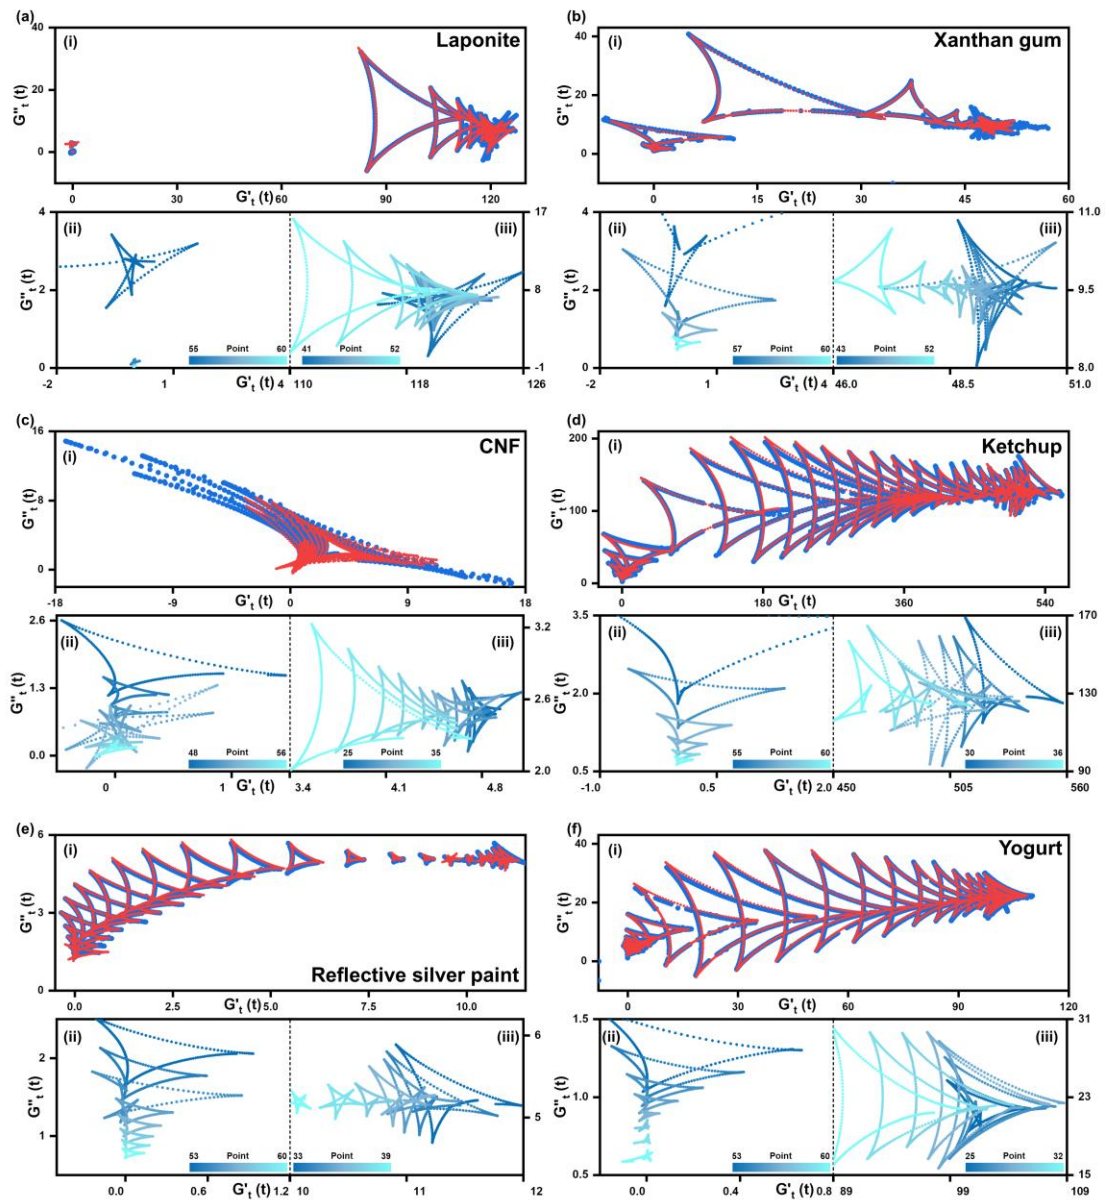 (a)
(i)
Laponite
G''t (t)
40
20
0
0
30
60
90
120
G't (t)
(ii)
(iii)
G''t (t)
4
2
0
17
8
-1
55
Point
60
41
Point
52
-2
1
G't (t)
4
110
118
126
(b)
(i)
Xanthan gum
G''t (t)
40
20
0
0
15
G't (t)
30
45
60
(ii)
(iii)
G''t (t)
4
2
0
11.0
9.5
8.0
57
Point
60
43
Point
52
-2
1
G't (t)
4
46.0
48.5
51.0
(c)
(i)
CNF
G''t (t)
16
8
0
-18
-9
G't (t)
0
9
18
(ii)
(iii)
G''t (t)
2.6
1.3
0.0
3.2
2.6
2.0
48
Point
56
25
Point
35
0
1
G't (t)
3.4
4.1
4.8
(d)
(i)
Ketchup
G''t (t)
200
100
0
0
180
G't (t)
360
540
(ii)
(iii)
G''t (t)
3.5
2.0
0.5
170
130
90
55
Point
60
30
Point
36
-1.0
0.5
G't (t)
2.0
450
505
560
(e)
(i)
Reflective silver paint
G''t (t)
6
3
0
0.0
2.5
G't (t)
5.0
7.5
10.0
(ii)
(iii)
G''t (t)
2
1
6
5
53
Point
60
33
Point
39
0.0
0.6
G't (t)
1.2
10
11
12
(f)
(i)
Yogurt
G''t (t)
40
20
0
0
30
G't (t)
60
90
120
(ii)
(iii)
G''t (t)
1.5
1.0
0.5
31
23
15
53
Point
60
25
Point
32
0.0
0.4
G't (t)
0.8
89
99
109